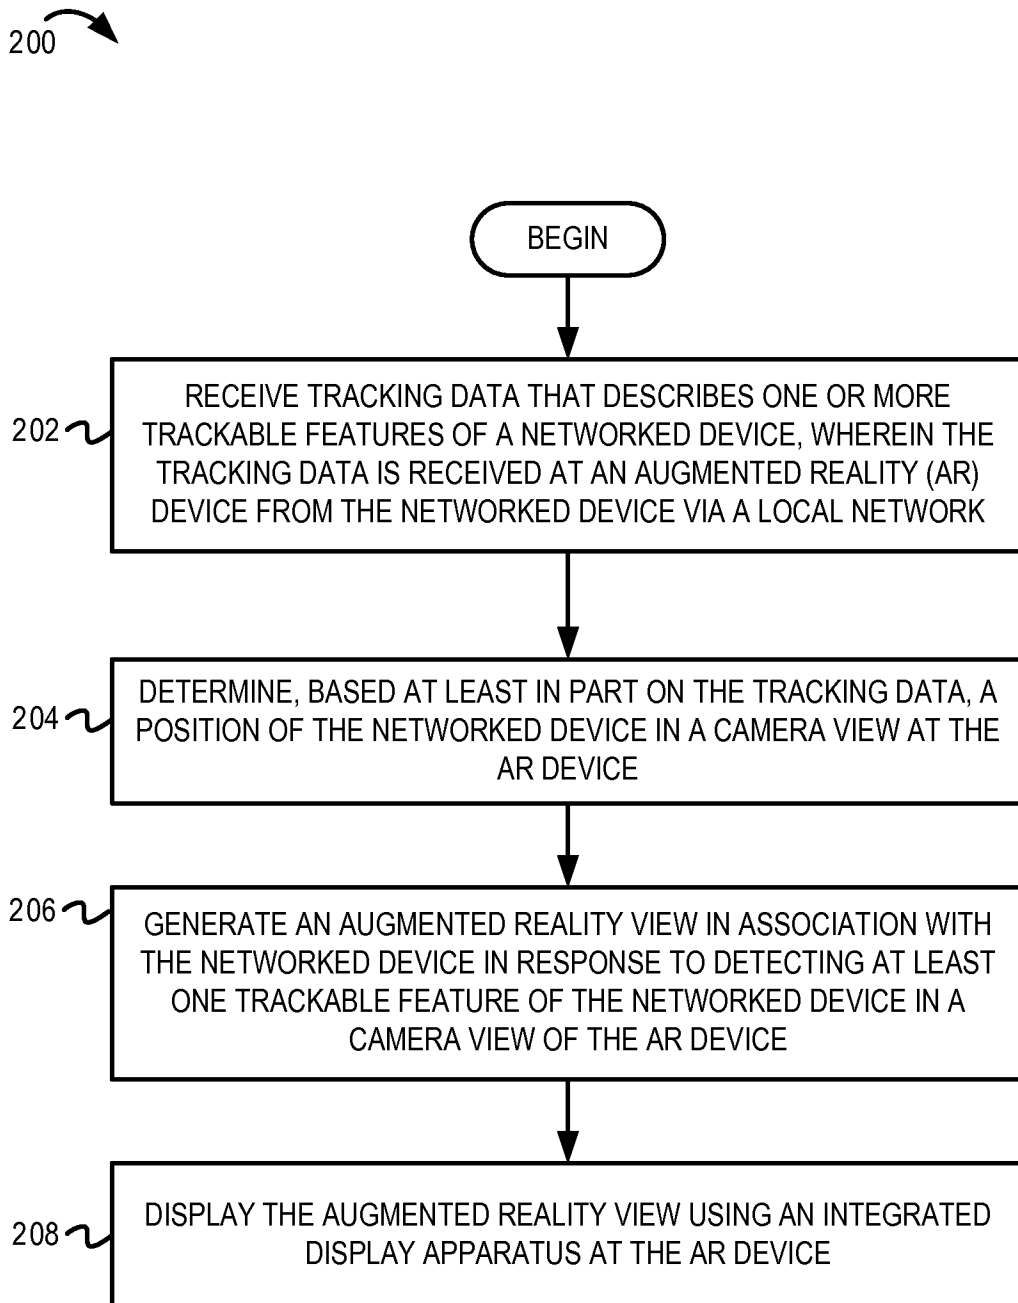 200
BEGIN
202
RECEIVE TRACKING DATA THAT DESCRIBES ONE OR MORE
TRACKABLE FEATURES OF A NETWORKED DEVICE, WHEREIN THE
TRACKING DATA IS RECEIVED AT AN AUGMENTED REALITY (AR)
DEVICE FROM THE NETWORKED DEVICE VIA A LOCAL NETWORK
204
DETERMINE, BASED AT LEAST IN PART ON THE TRACKING DATA, A
POSITION OF THE NETWORKED DEVICE IN A CAMERA VIEW AT THE
AR DEVICE
206
GENERATE AN AUGMENTED REALITY VIEW IN ASSOCIATION WITH
THE NETWORKED DEVICE IN RESPONSE TO DETECTING AT LEAST
ONE TRACKABLE FEATURE OF THE NETWORKED DEVICE IN A
CAMERA VIEW OF THE AR DEVICE
208
DISPLAY THE AUGMENTED REALITY VIEW USING AN INTEGRATED
DISPLAY APPARATUS AT THE AR DEVICE